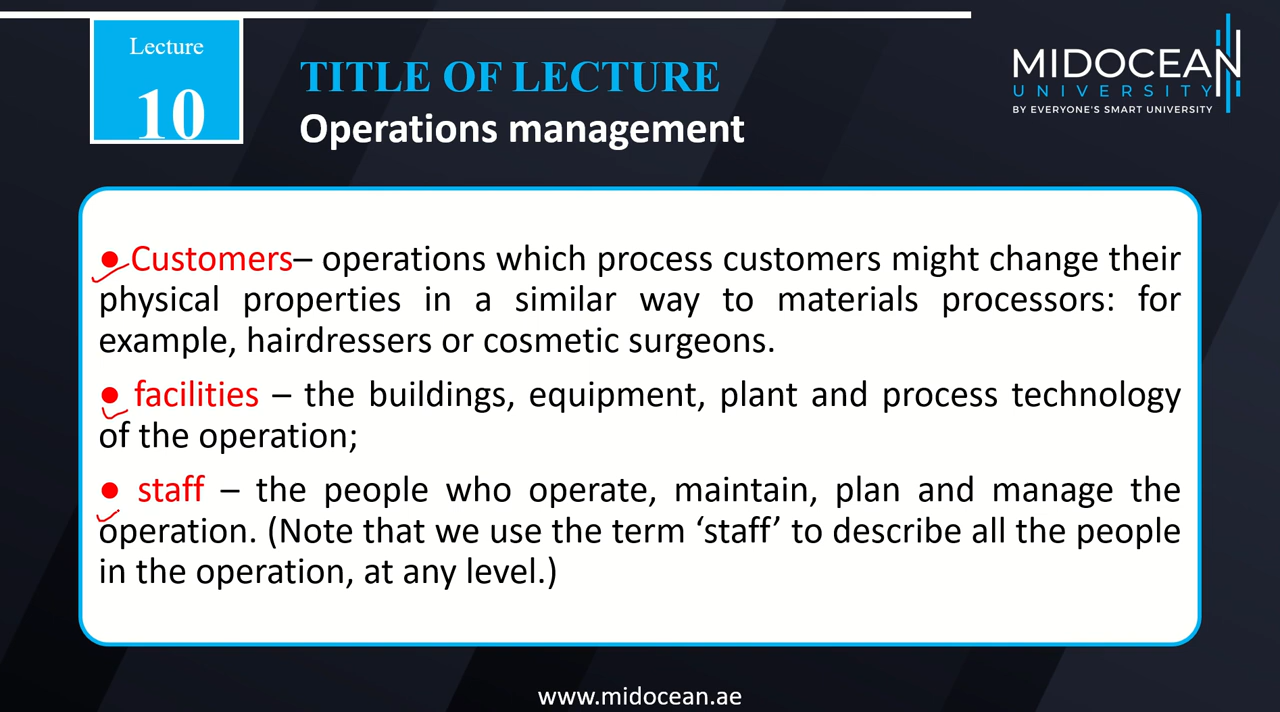 Lecture
10
TITLE OF LECTURE
Operations management
MIDOCEAN
UNIVERSITY
BY EVERYONE'S SMART UNIVERSITY
● Customers– operations which process customers might change their
physical properties in a similar way to materials processors: for
example, hairdressers or cosmetic surgeons.
● facilities – the buildings, equipment, plant and process technology
of the operation;
● staff – the people who operate, maintain, plan and manage the
operation. (Note that we use the term ‘staff’ to describe all the people
in the operation, at any level.)
www.midocean.ae